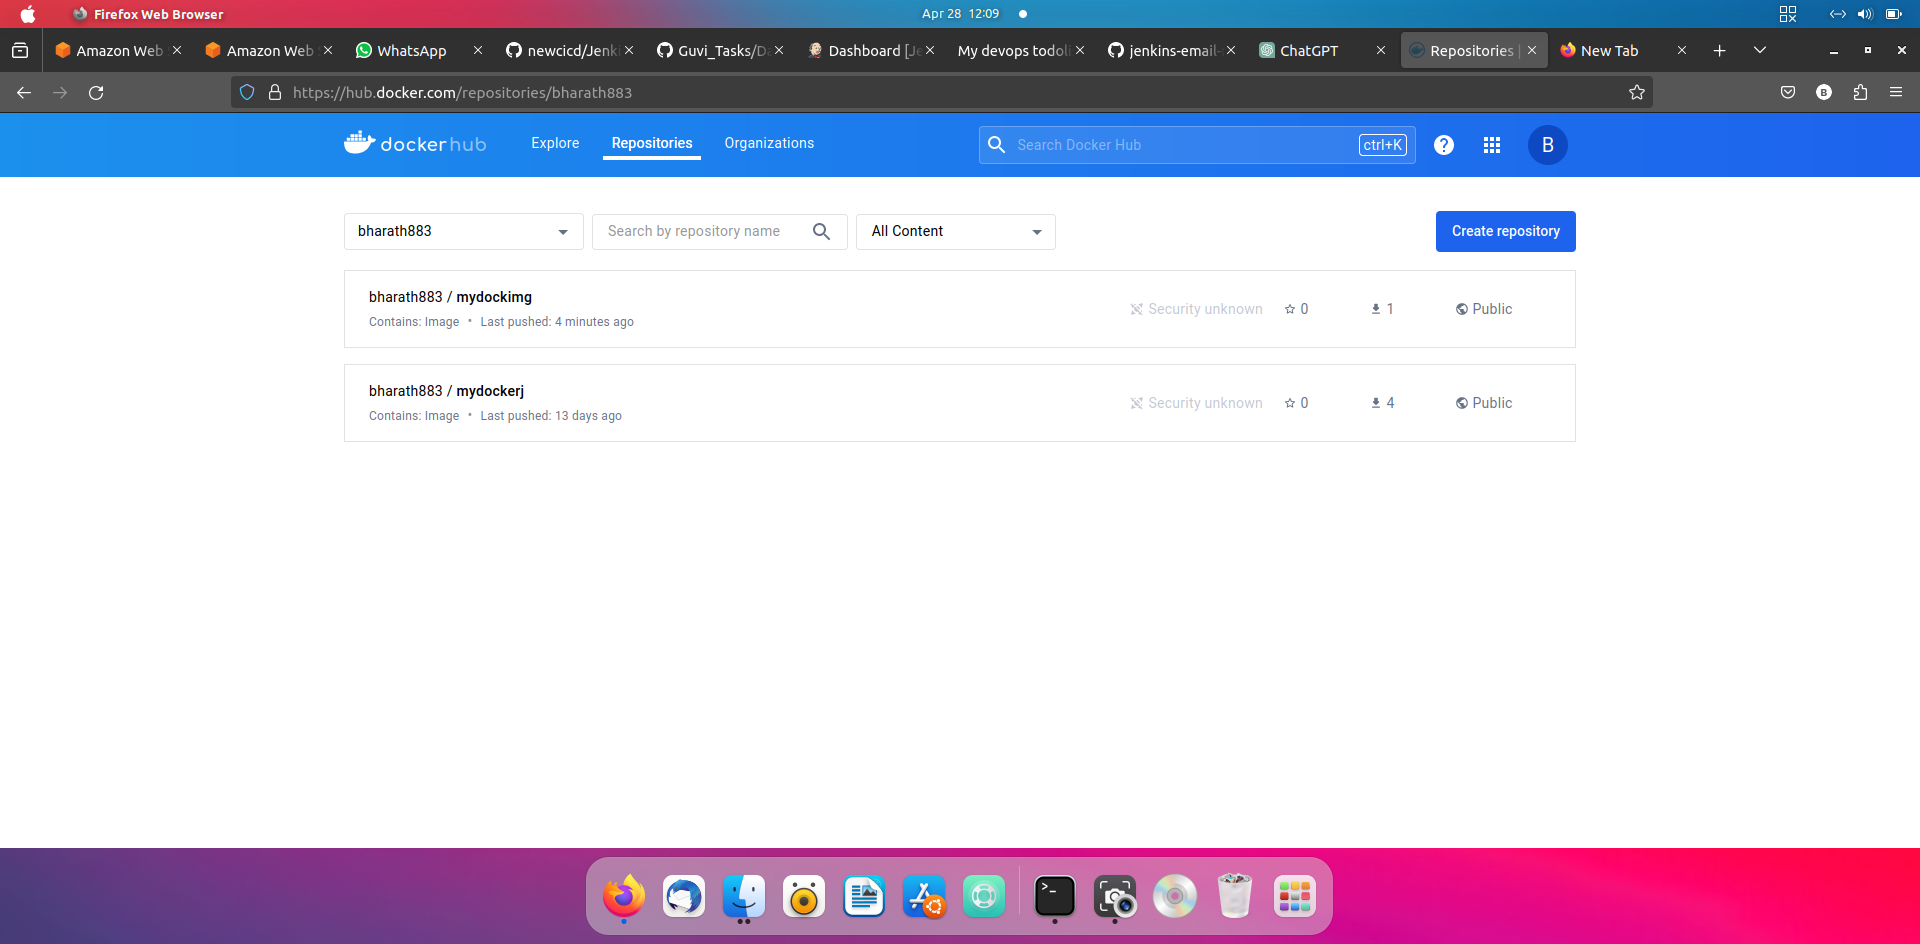 Firefox Web Browser
Apr 28 12:09
Amazon Web
Amazon Web
WhatsApp
newcicd/Jenki
Guvi_Tasks/De
Dashboard [Je
My devops todoli
jenkins-email-
ChatGPT
Repositories |
New Tab
https://hub.docker.com/repositories/bharath883
B
docker hub
Explore
Repositories
Organizations
Search Docker Hub
ctrl+K
?
B
bharath883
Search by repository name
All Content
Create repository
bharath883 / mydockimg
Contains: Image • Last pushed: 4 minutes ago
Security unknown
0
1
Public
bharath883 / mydockerj
Contains: Image • Last pushed: 13 days ago
Security unknown
0
4
Public
>_